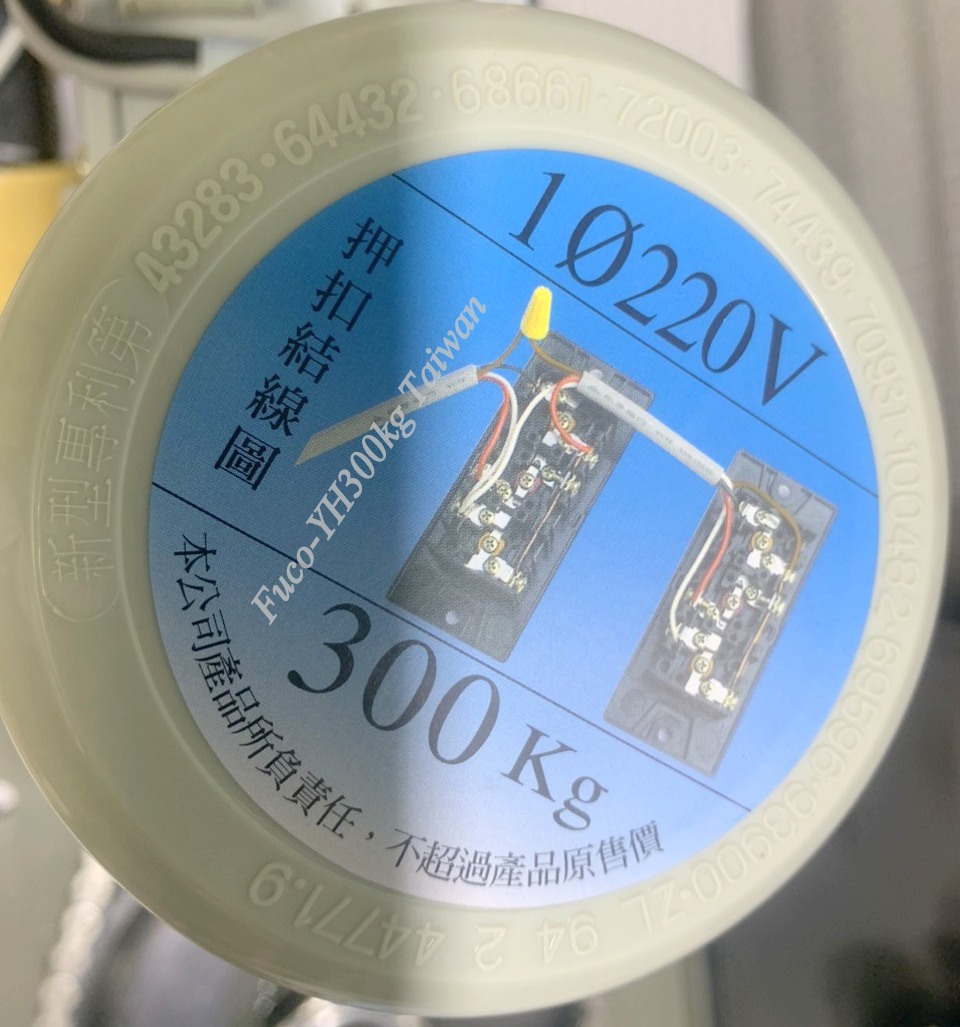 新型專利第 43283·64432·68661·72003·74439·70931·100482·669596·99390·ZL 94 2 44771.9
1Ø220V
押扣結線圖
Fuco-YH300kg-Taiwan
300 Kg
本公司產品所負責任，不超過產品原售價